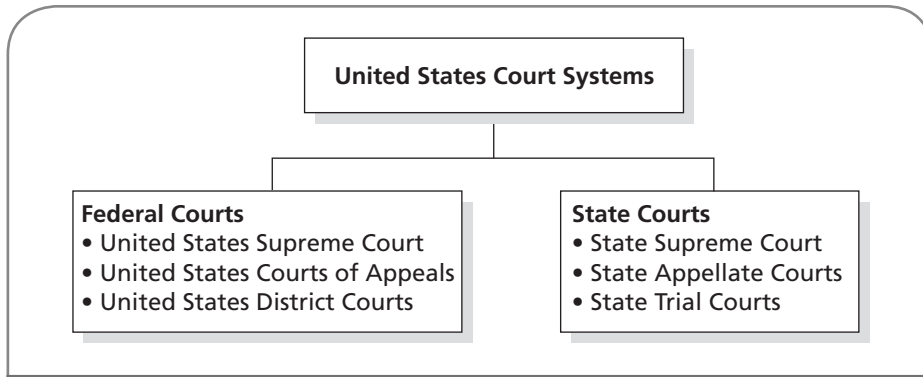 United States Court Systems
Federal Courts
• United States Supreme Court
• United States Courts of Appeals
• United States District Courts
State Courts
• State Supreme Court
• State Appellate Courts
• State Trial Courts